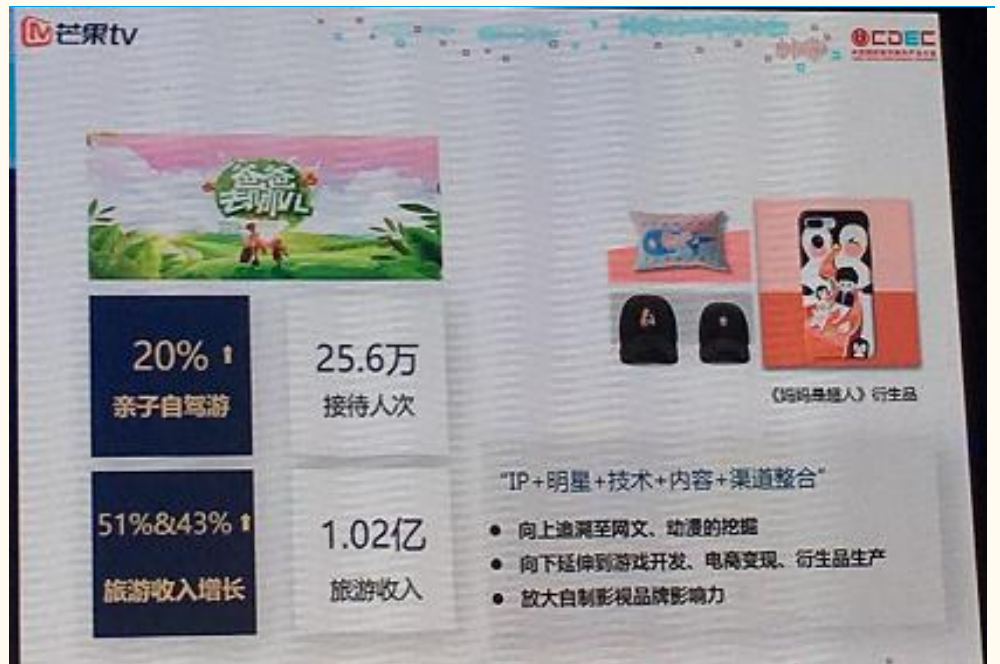 芒果tv
CDEC
爸爸
去哪儿
20%⬆
亲子自驾游
25.6万
接待人次
51%&43%⬆
旅游收入增长
1.02亿
旅游收入
《妈妈是超人》衍生品
“IP+明星+技术+内容+渠道整合”
● 向上追溯至网文、动漫的挖掘
● 向下延伸到游戏开发、电商变现、衍生品生产
● 放大自制影视品牌影响力